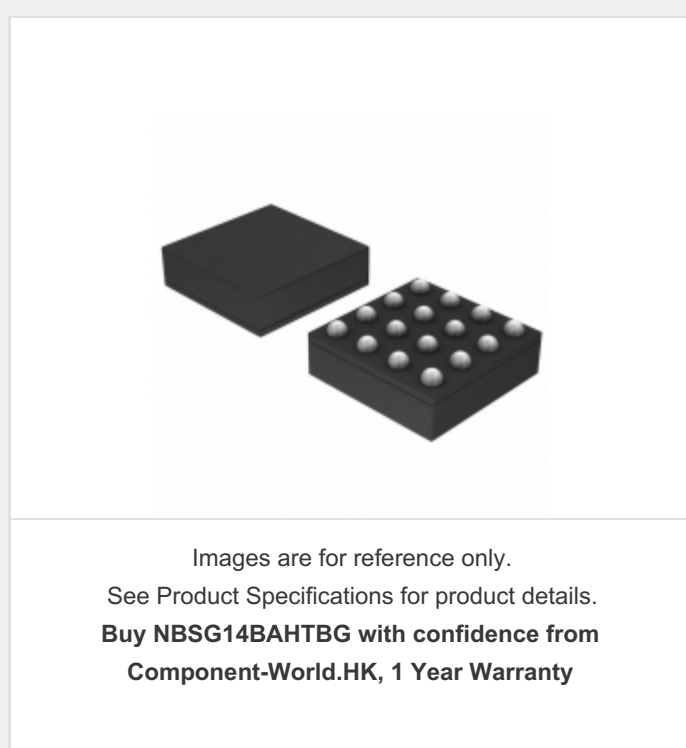 Images are for reference only.
See Product Specifications for product details.
Buy NBSG14BAHTBG with confidence from
Component-World.HK, 1 Year Warranty